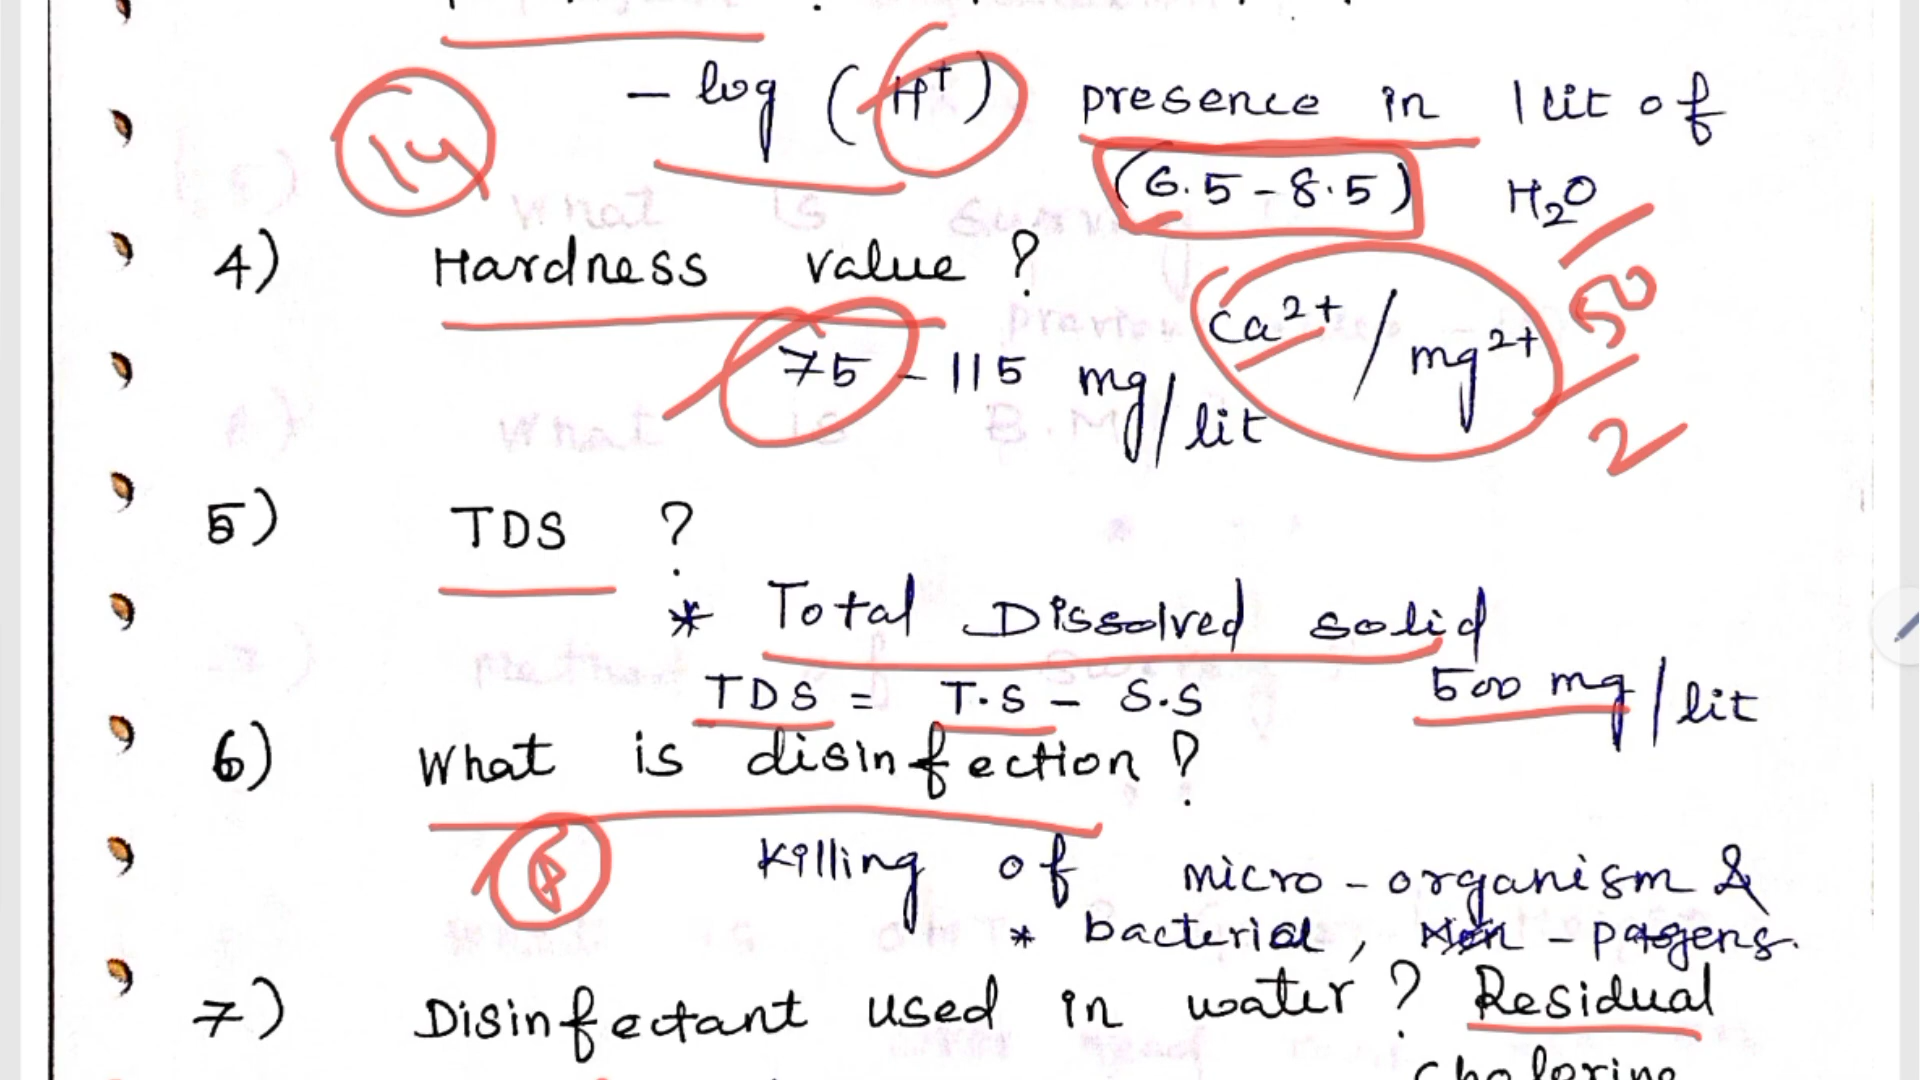 - log (H⁺) presence in 1 lit of
14
(6.5 - 8.5) H₂O
4) Hardness value ?
Ca²⁺ / mg²⁺ 50
75 - 115 mg/lit
2
5) TDS ?
* Total Dissolved solid
TDS = T.S - S.S 500 mg/lit
6) What is disinfection ?
Killing of micro-organism &
* bacterial,
7) Disinfectant used in water ? Residual